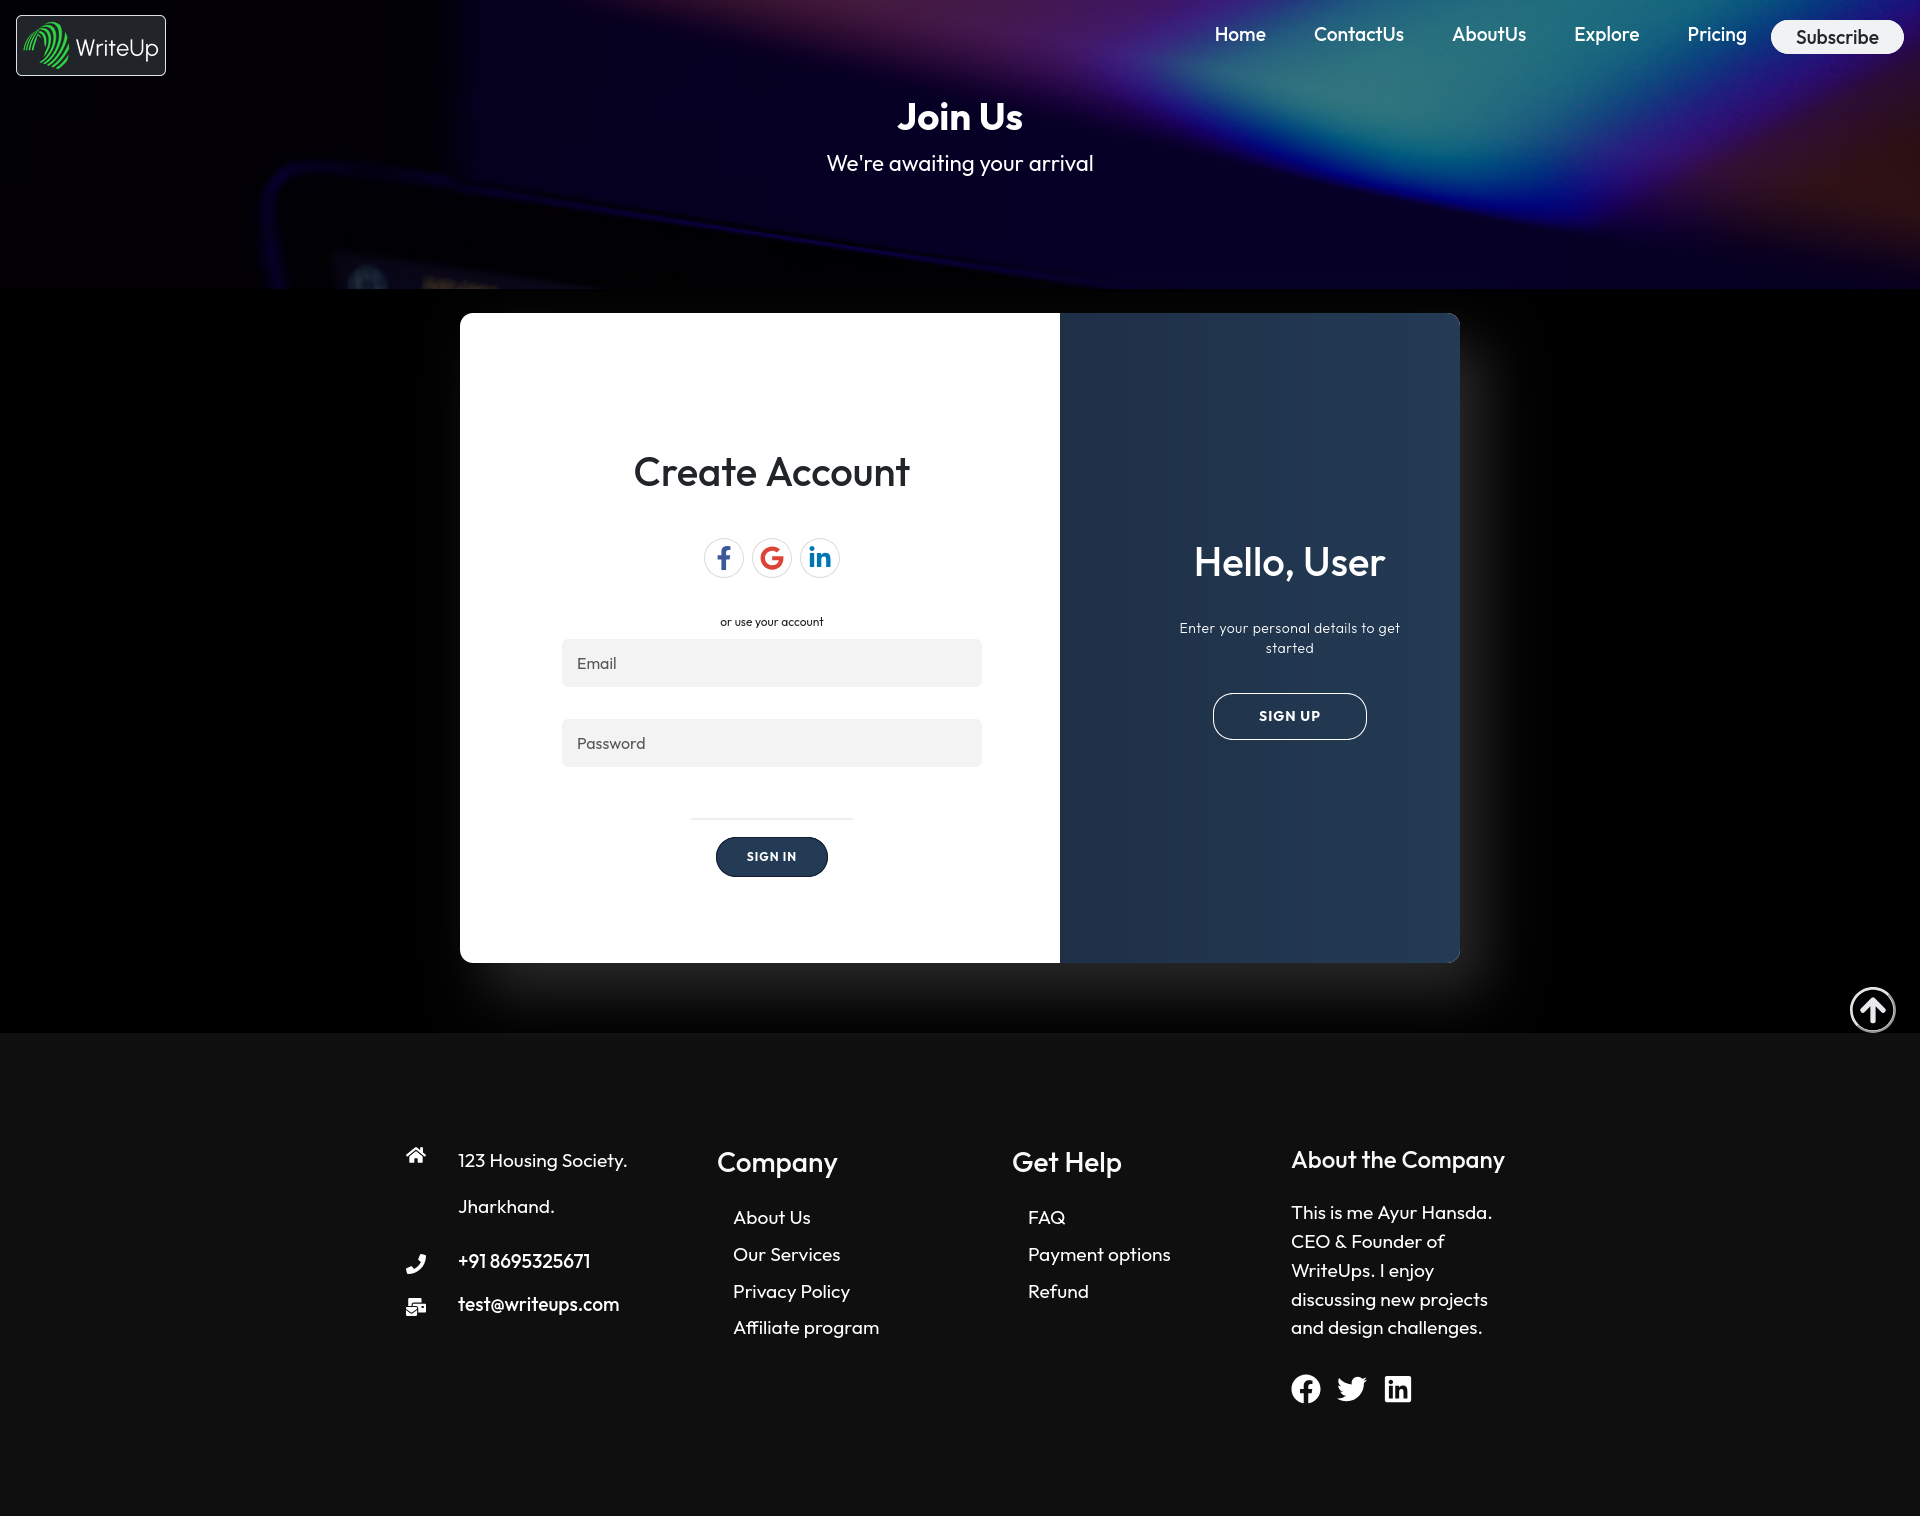 WriteUp
Home
ContactUs
AboutUs
Explore
Pricing
Subscribe
Join Us
We're awaiting your arrival
Create Account
or use your account
Email
Password
SIGN IN
Hello, User
Enter your personal details to get
started
SIGN UP
123 Housing Society.
Jharkhand.
+91 8695325671
test@writeups.com
Company
About Us
Our Services
Privacy Policy
Affiliate program
Get Help
FAQ
Payment options
Refund
About the Company
This is me Ayur Hansda.
CEO & Founder of
WriteUps. I enjoy
discussing new projects
and design challenges.